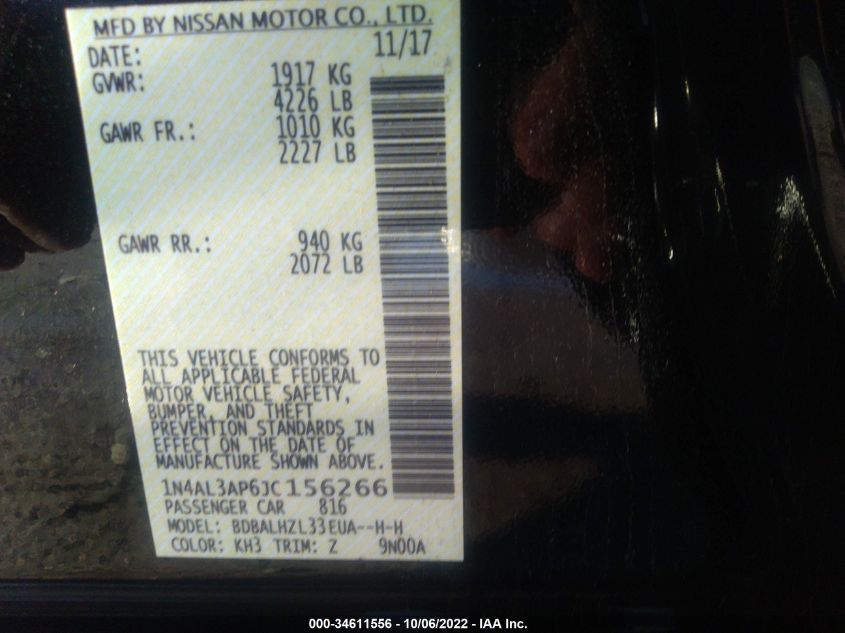 MFD BY NISSAN MOTOR CO., LTD.
DATE: 11/17
GVWR: 1917 KG
4226 LB
GAWR FR.: 1010 KG
2227 LB
GAWR RR.: 940 KG
2072 LB
THIS VEHICLE CONFORMS TO
ALL APPLICABLE FEDERAL
MOTOR VEHICLE SAFETY,
BUMPER, AND THEFT
PREVENTION STANDARDS IN
EFFECT ON THE DATE OF
MANUFACTURE SHOWN ABOVE.
1N4AL3AP6JC156266
PASSENGER CAR 816
MODEL: BDBALHZL33EUA--H-H
COLOR: KH3 TRIM: Z 9N00A
000-34611556 - 10/06/2022 - IAA Inc.